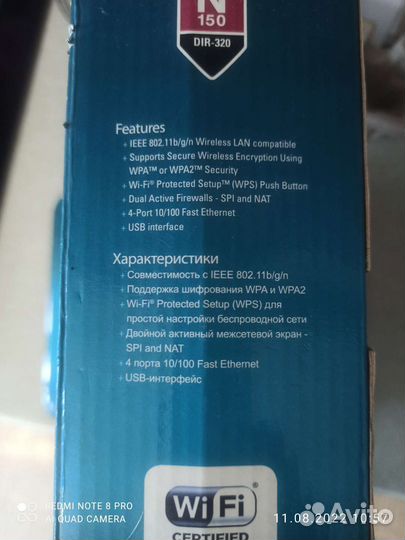 N
150
DIR-320
Features
+ IEEE 802.11b/g/n Wireless LAN compatible
+ Supports Secure Wireless Encryption Using
WPA™ or WPA2™ Security
+ Wi-Fi® Protected Setup™ (WPS) Push Button
+ Dual Active Firewalls - SPI and NAT
+ 4-Port 10/100 Fast Ethernet
+ USB interface
Характеристики
+ Совместимость с IEEE 802.11b/g/n
+ Поддержка шифрования WPA и WPA2
+ Wi-Fi® Protected Setup (WPS) для
простой настройки беспроводной сети
+ Двойной активный межсетевой экран -
SPI and NAT
+ 4 порта 10/100 Fast Ethernet
+ USB-интерфейс
Wi Fi
CERTIFIED
REDMI NOTE 8 PRO
AI QUAD CAMERA
11.08.2022 10:57
Avito